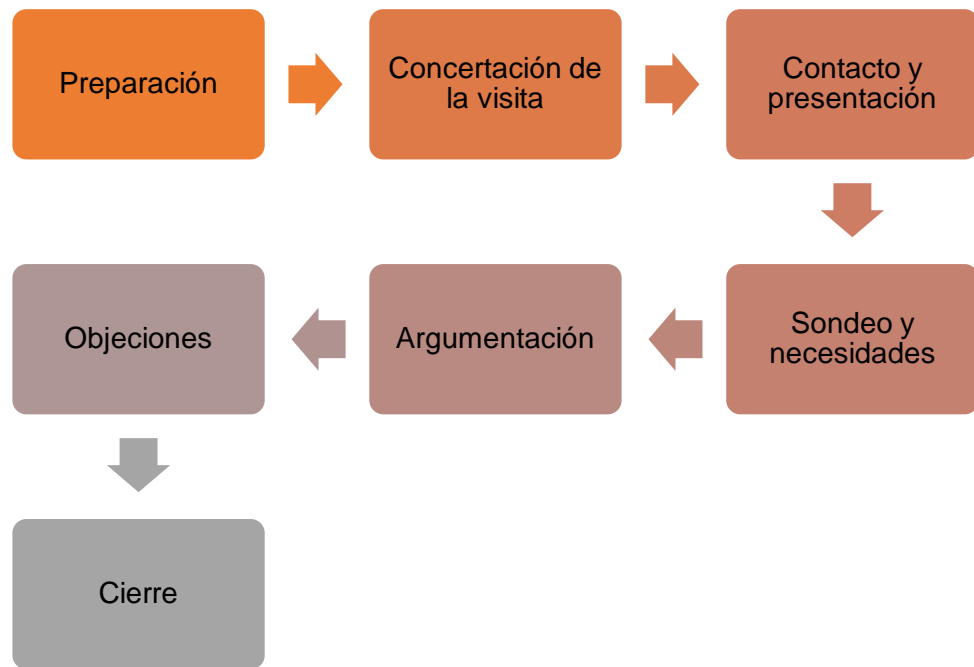 Preparación
Concertación de
la visita
Contacto y
presentación
Sondeo y
necesidades
Argumentación
Objeciones
Cierre